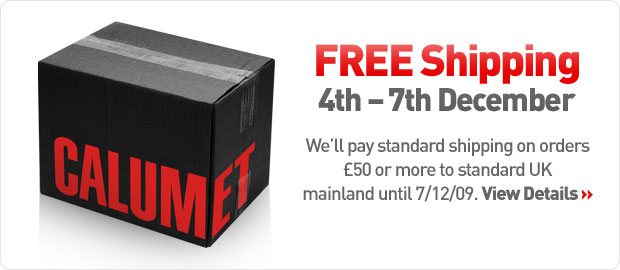 CALUMET
FREE Shipping
4th – 7th December
We'll pay standard shipping on orders
£50 or more to standard UK
mainland until 7/12/09. View Details »